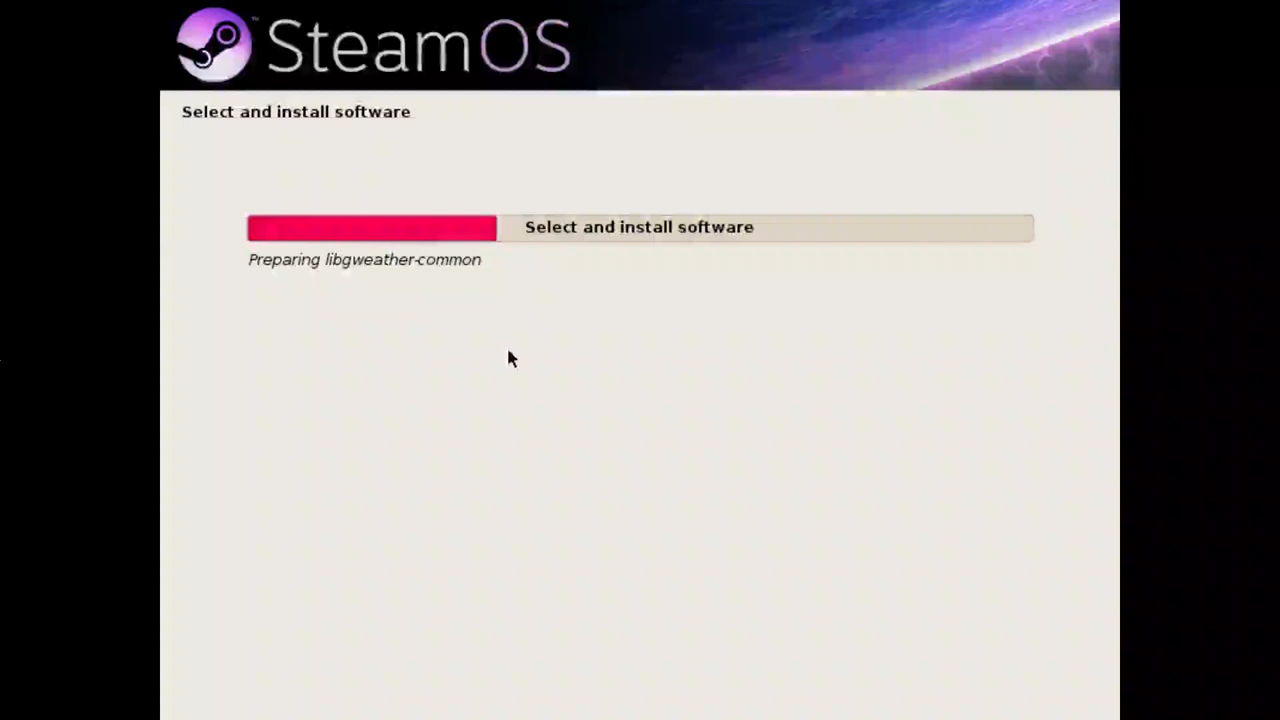 SteamOS
Select and install software
Select and install software
Preparing libgweather-common